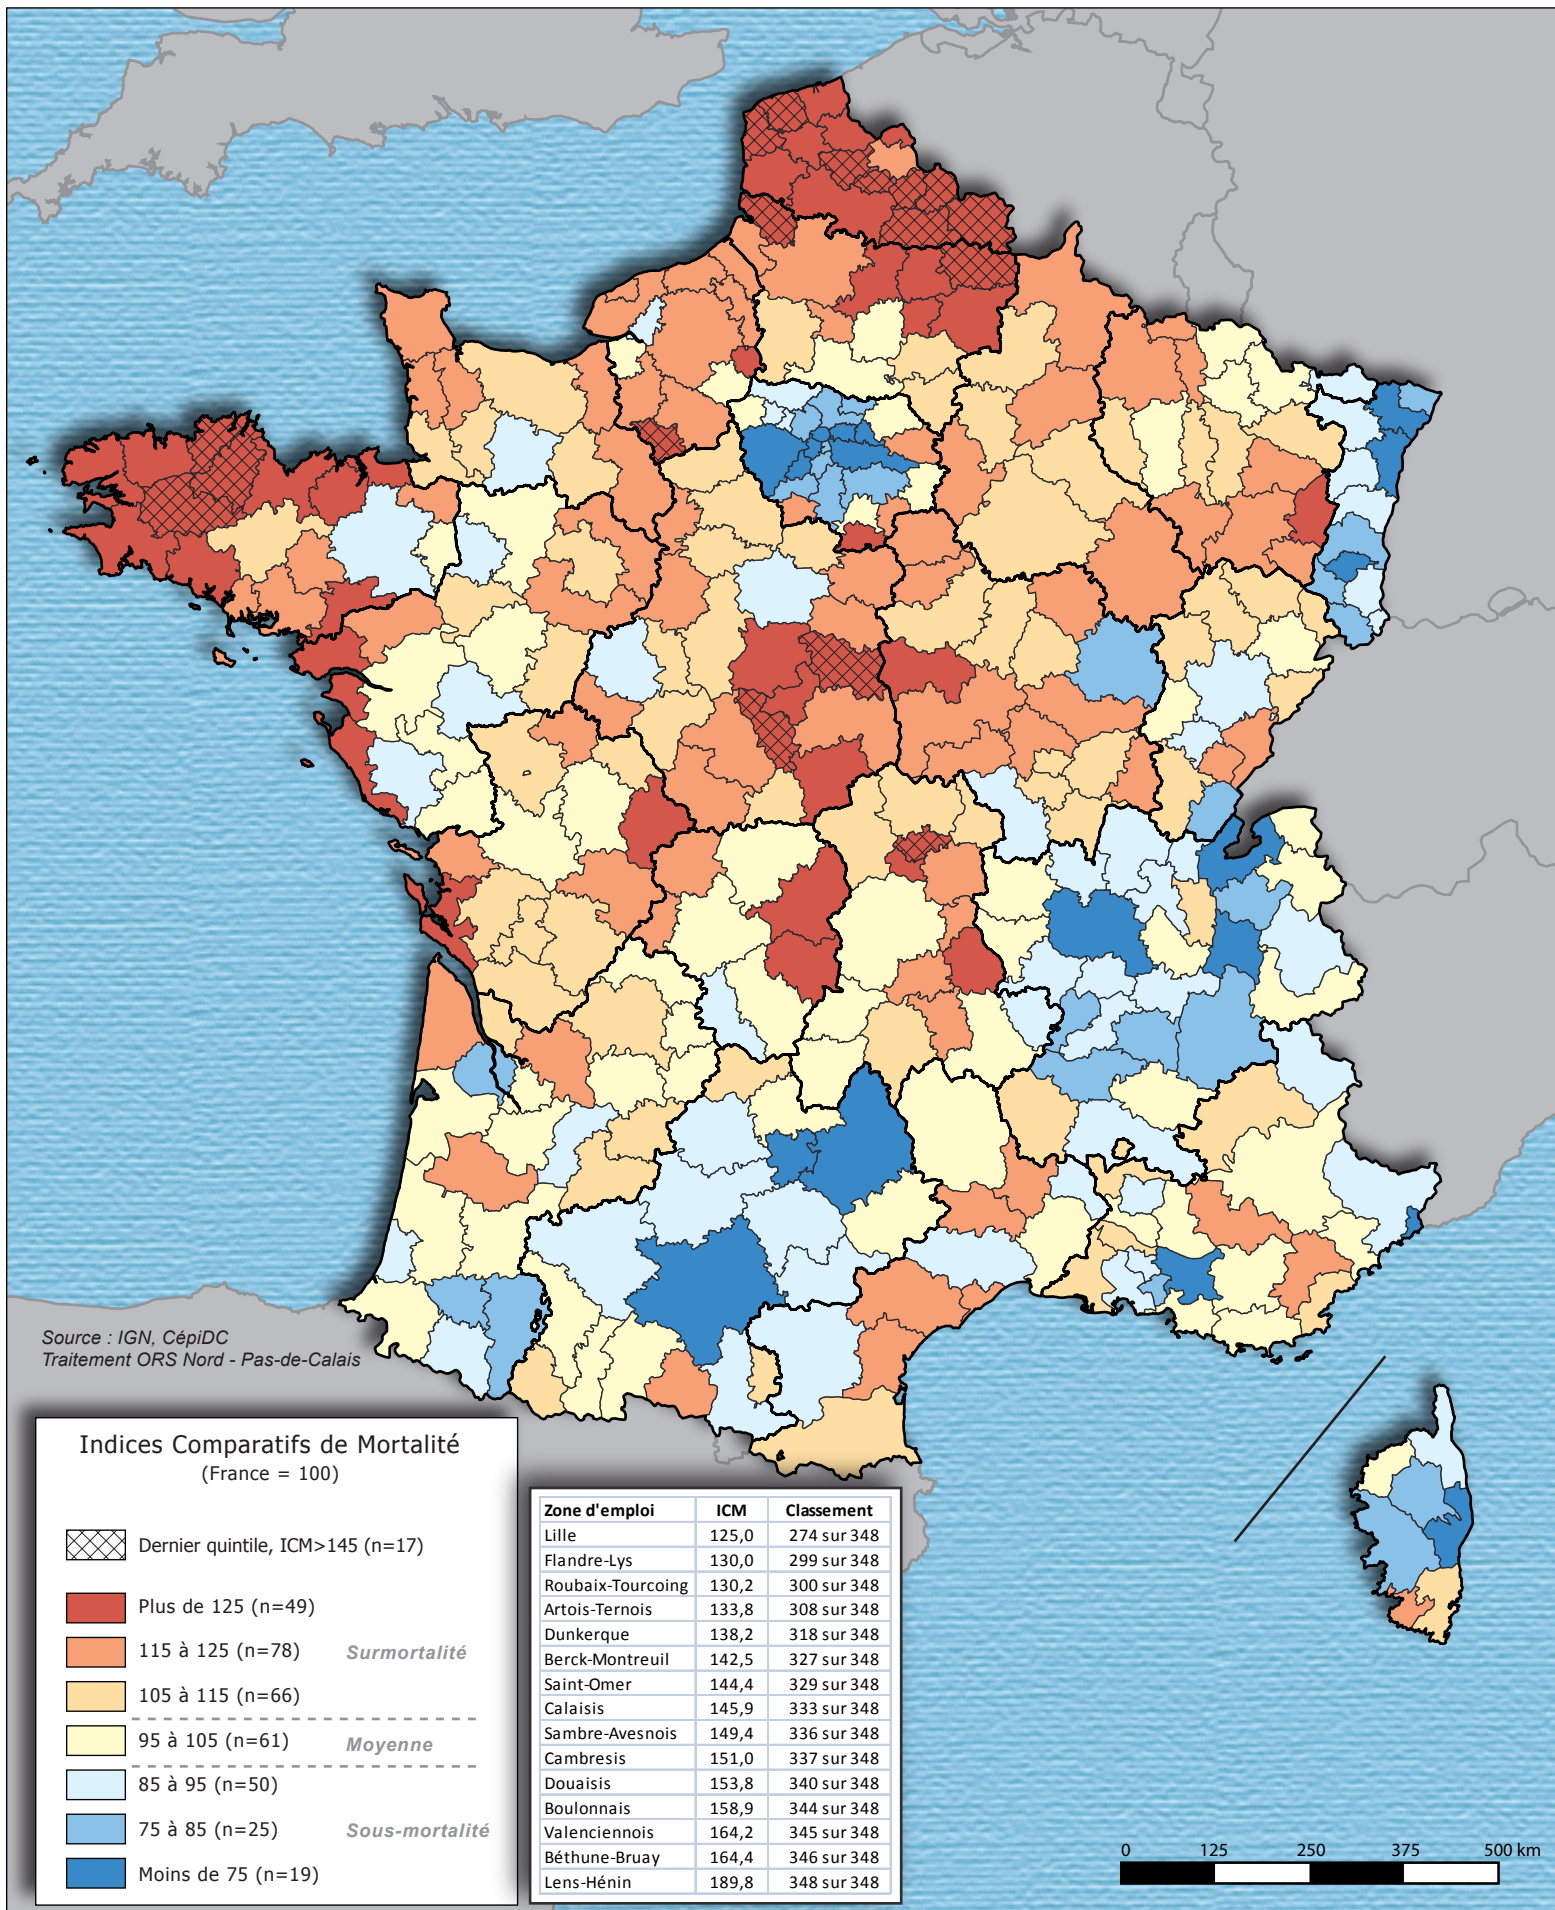 Source : IGN, CépiDC
Traitement ORS Nord - Pas-de-Calais
Indices Comparatifs de Mortalité
(France = 100)
Dernier quintile, ICM>145 (n=17)
Plus de 125 (n=49)
115 à 125 (n=78) Surmortalité
105 à 115 (n=66)
95 à 105 (n=61) Moyenne
85 à 95 (n=50)
75 à 85 (n=25) Sous-mortalité
Moins de 75 (n=19)
Zone d'emploi ICM Classement
Lille 125,0 274 sur 348
Flandre-Lys 130,0 299 sur 348
Roubaix-Tourcoing 130,2 300 sur 348
Artois-Ternois 133,8 308 sur 348
Dunkerque 138,2 318 sur 348
Berck-Montreuil 142,5 327 sur 348
Saint-Omer 144,4 329 sur 348
Calaisis 145,9 333 sur 348
Sambre-Avesnois 149,4 336 sur 348
Cambresis 151,0 337 sur 348
Douaisis 153,8 340 sur 348
Boulonnais 158,9 344 sur 348
Valenciennois 164,2 345 sur 348
Béthune-Bruay 164,4 346 sur 348
Lens-Hénin 189,8 348 sur 348
0 125 250 375 500 km